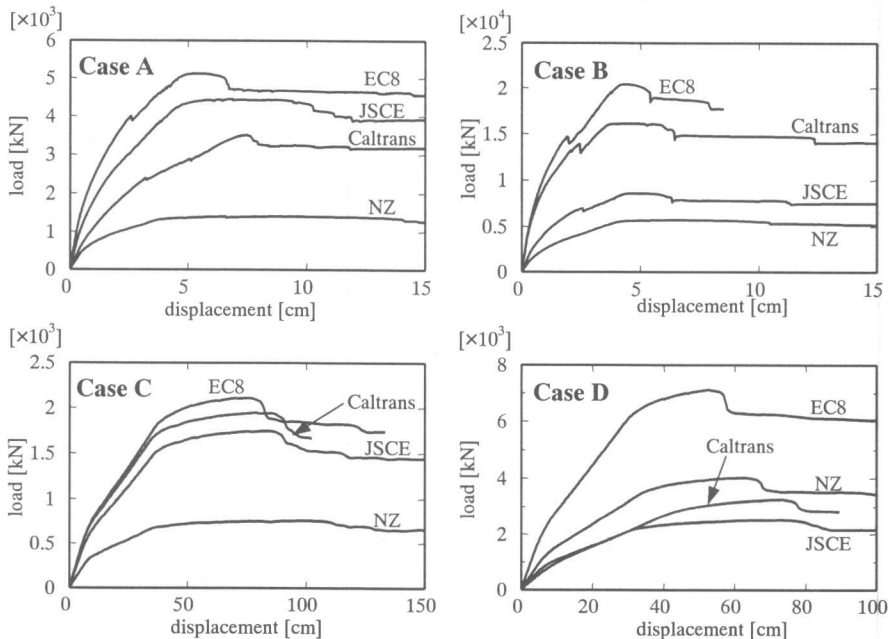 [×10³]
6
5
4
3
2
1
0
load [kN]
Case A
EC8
JSCE
Caltrans
NZ
0
5
10
15
displacement [cm]
[×10⁴]
2.5
2.0
1.5
1.0
0.5
0
load [kN]
Case B
EC8
Caltrans
JSCE
NZ
0
5
10
15
displacement [cm]
[×10³]
2.5
2.0
1.5
1.0
0.5
0
load [kN]
Case C
EC8
Caltrans
JSCE
NZ
0
50
100
150
displacement [cm]
[×10³]
8
6
4
2
0
load [kN]
Case D
EC8
Caltrans
NZ
JSCE
0
20
40
60
80
100
displacement [cm]